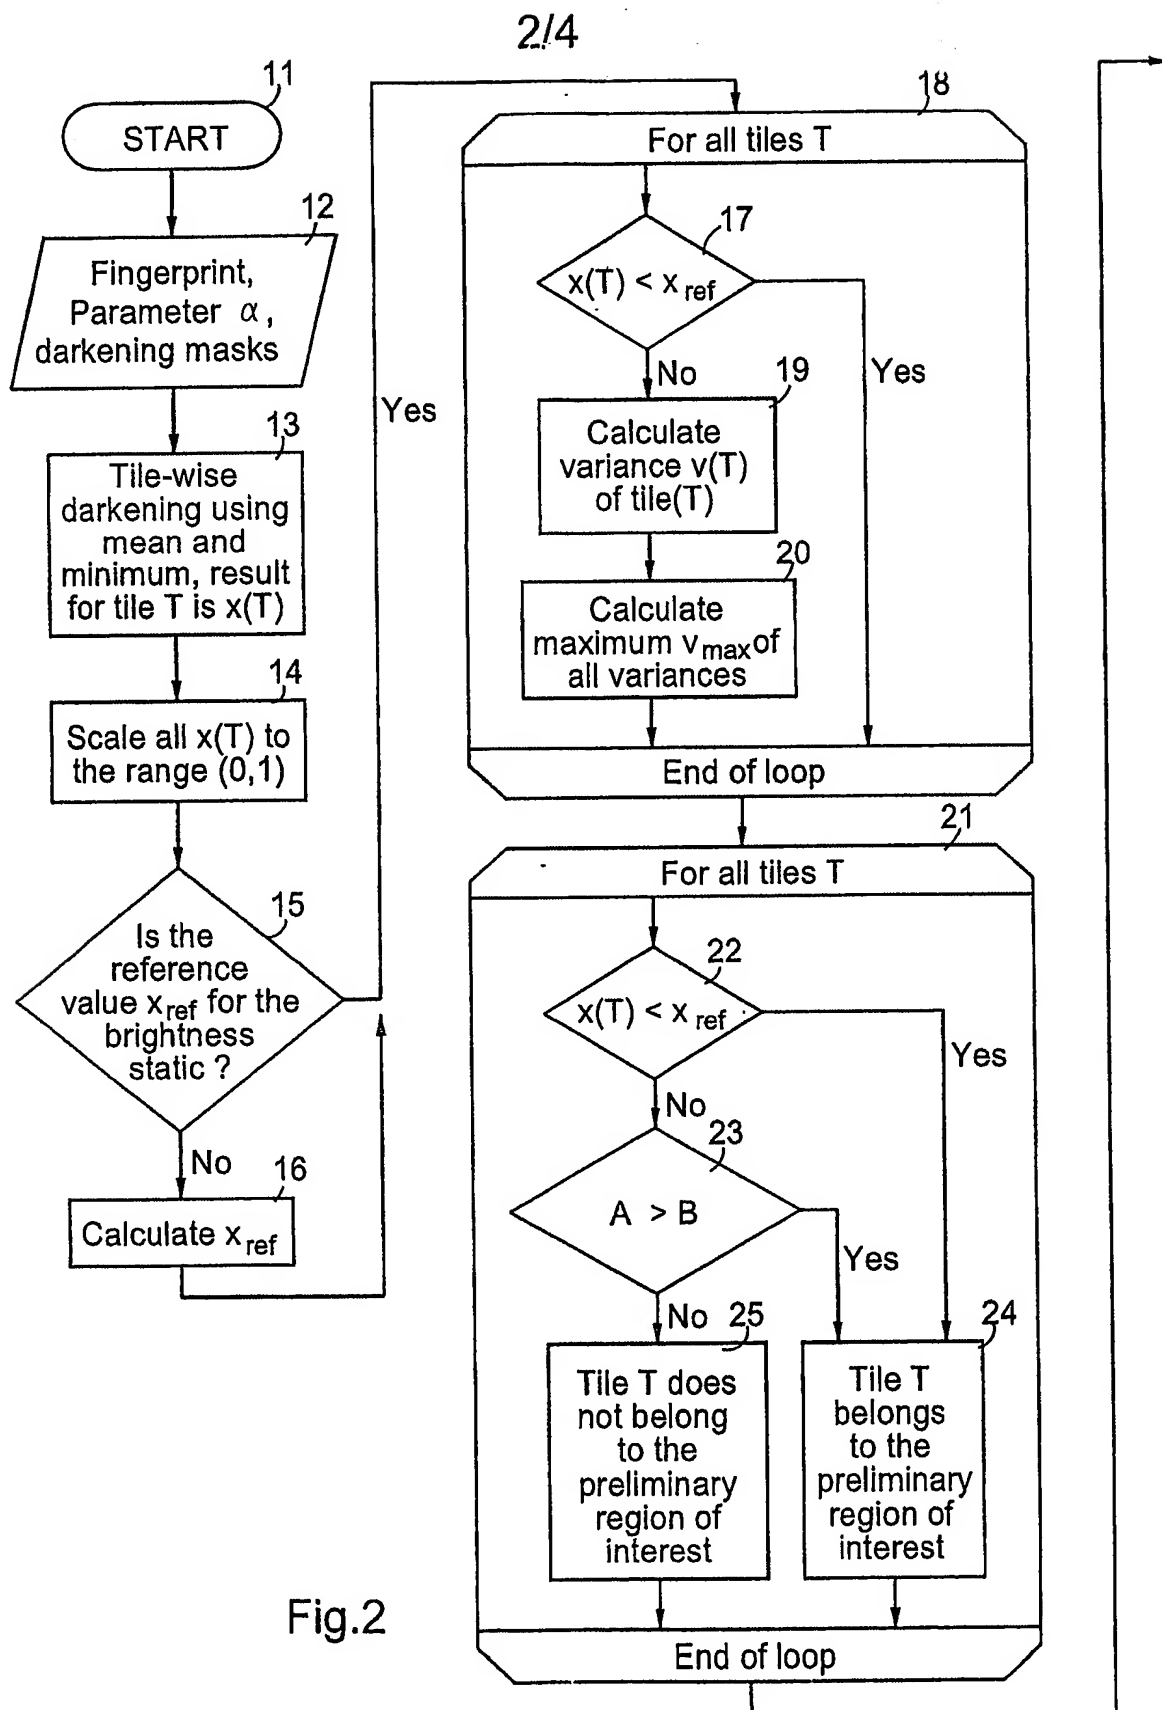 2/4
11
START
12
Fingerprint,
Parameter α,
darkening masks
13
Tile-wise
darkening using
mean and
minimum, result
for tile T is x(T)
14
Scale all x(T) to
the range (0,1)
15
Is the
reference
value xref for the
brightness
static ?
Yes
No
16
Calculate xref
18
For all tiles T
17
x(T) < xref
Yes
No
19
Calculate
variance v(T)
of tile(T)
20
Calculate
maximum vmax of
all variances
End of loop
21
For all tiles T
22
x(T) < xref
Yes
No
23
A > B
Yes
No
25
Tile T does
not belong
to the
preliminary
region of
interest
24
Tile T
belongs
to the
preliminary
region of
interest
End of loop
Fig.2